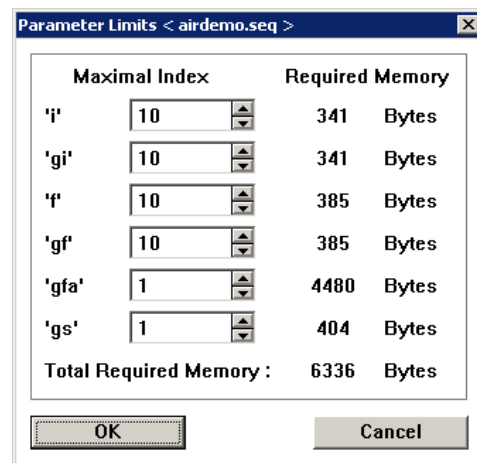 Parameter Limits < airdemo.seq >
Maximal Index Required Memory
'i' 10 341 Bytes
'gi' 10 341 Bytes
'f' 10 385 Bytes
'gf' 10 385 Bytes
'gfa' 1 4480 Bytes
'gs' 1 404 Bytes
Total Required Memory : 6336 Bytes
OK Cancel